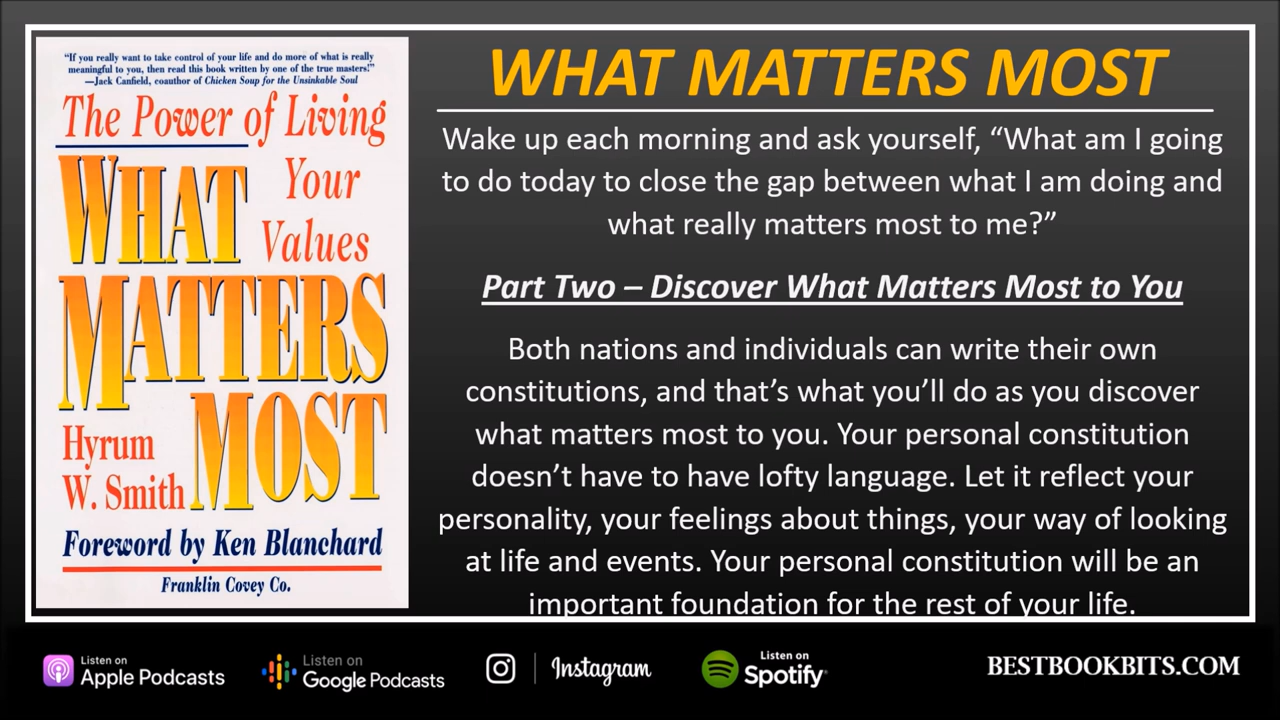 “If you really want to take control of your life and do more of what is really
meaningful to you, then read this book written by one of the true masters!”
—Jack Canfield, coauthor of Chicken Soup for the Unsinkable Soul
The Power of Living
Your
Values
WHAT
MATTERS
MOST
Hyrum
W. Smith
Foreword by Ken Blanchard
Franklin Covey Co.
WHAT MATTERS MOST
Wake up each morning and ask yourself, “What am I going
to do today to close the gap between what I am doing and
what really matters most to me?”
Part Two – Discover What Matters Most to You
Both nations and individuals can write their own
constitutions, and that’s what you’ll do as you discover
what matters most to you. Your personal constitution
doesn’t have to have lofty language. Let it reflect your
personality, your feelings about things, your way of looking
at life and events. Your personal constitution will be an
important foundation for the rest of your life.
Listen on
Apple Podcasts
Listen on
Google Podcasts
Instagram
Listen on
Spotify
BESTBOOKBITS.COM